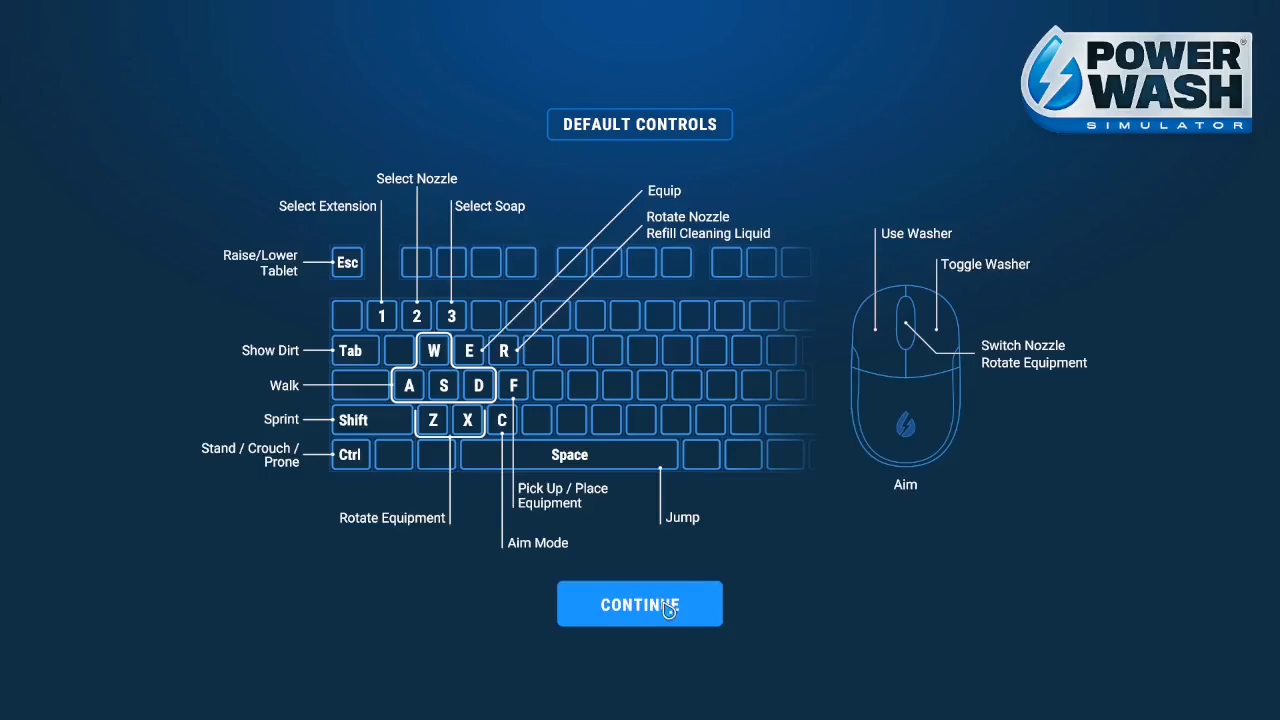 POWER
WASH
SIMULATOR
DEFAULT CONTROLS
Select Nozzle
Select Extension
Select Soap
Equip
Rotate Nozzle
Refill Cleaning Liquid
Raise/Lower
Tablet
Esc
1 2 3
Show Dirt
Tab W E R
Walk
A S D F
Sprint
Shift Z X C
Stand / Crouch /
Prone
Ctrl Space
Rotate Equipment
Pick Up / Place
Equipment
Aim Mode
Jump
Use Washer
Toggle Washer
Switch Nozzle
Rotate Equipment
Aim
CONTINUE